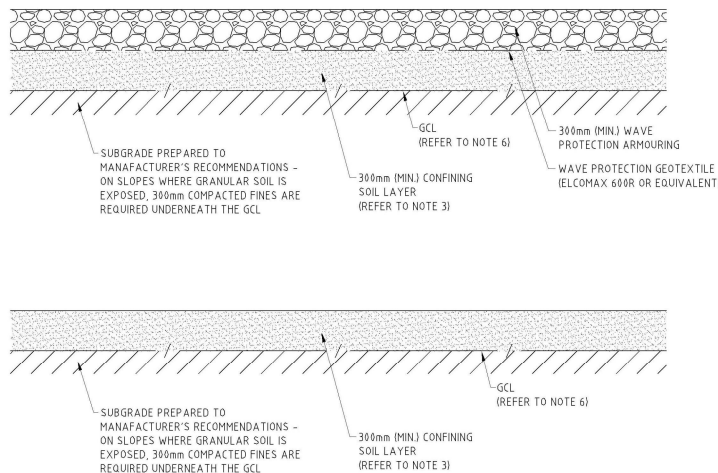 SUBGRADE PREPARED TO
MANAFACTURER'S RECOMMENDATIONS -
ON SLOPES WHERE GRANULAR SOIL IS
EXPOSED, 300mm COMPACTED FINES ARE
REQUIRED UNDERNEATH THE GCL
300mm (MIN.) CONFINING
SOIL LAYER
(REFER TO NOTE 3)
GCL
(REFER TO NOTE 6)
300mm (MIN.) WAVE
PROTECTION ARMOURING
WAVE PROTECTION GEOTEXTILE
(ELCOMAX 600R OR EQUIVALENT
SUBGRADE PREPARED TO
MANAFACTURER'S RECOMMENDATIONS -
ON SLOPES WHERE GRANULAR SOIL IS
EXPOSED, 300mm COMPACTED FINES ARE
REQUIRED UNDERNEATH THE GCL
300mm (MIN.) CONFINING
SOIL LAYER
(REFER TO NOTE 3)
GCL
(REFER TO NOTE 6)